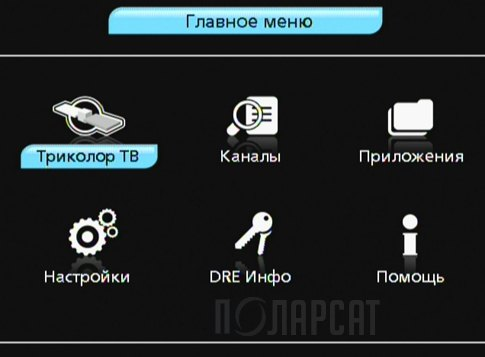 Главное меню
Триколор ТВ
Каналы
Приложения
Настройки
DRE Инфо
Помощь
ПОЛАРСАТ